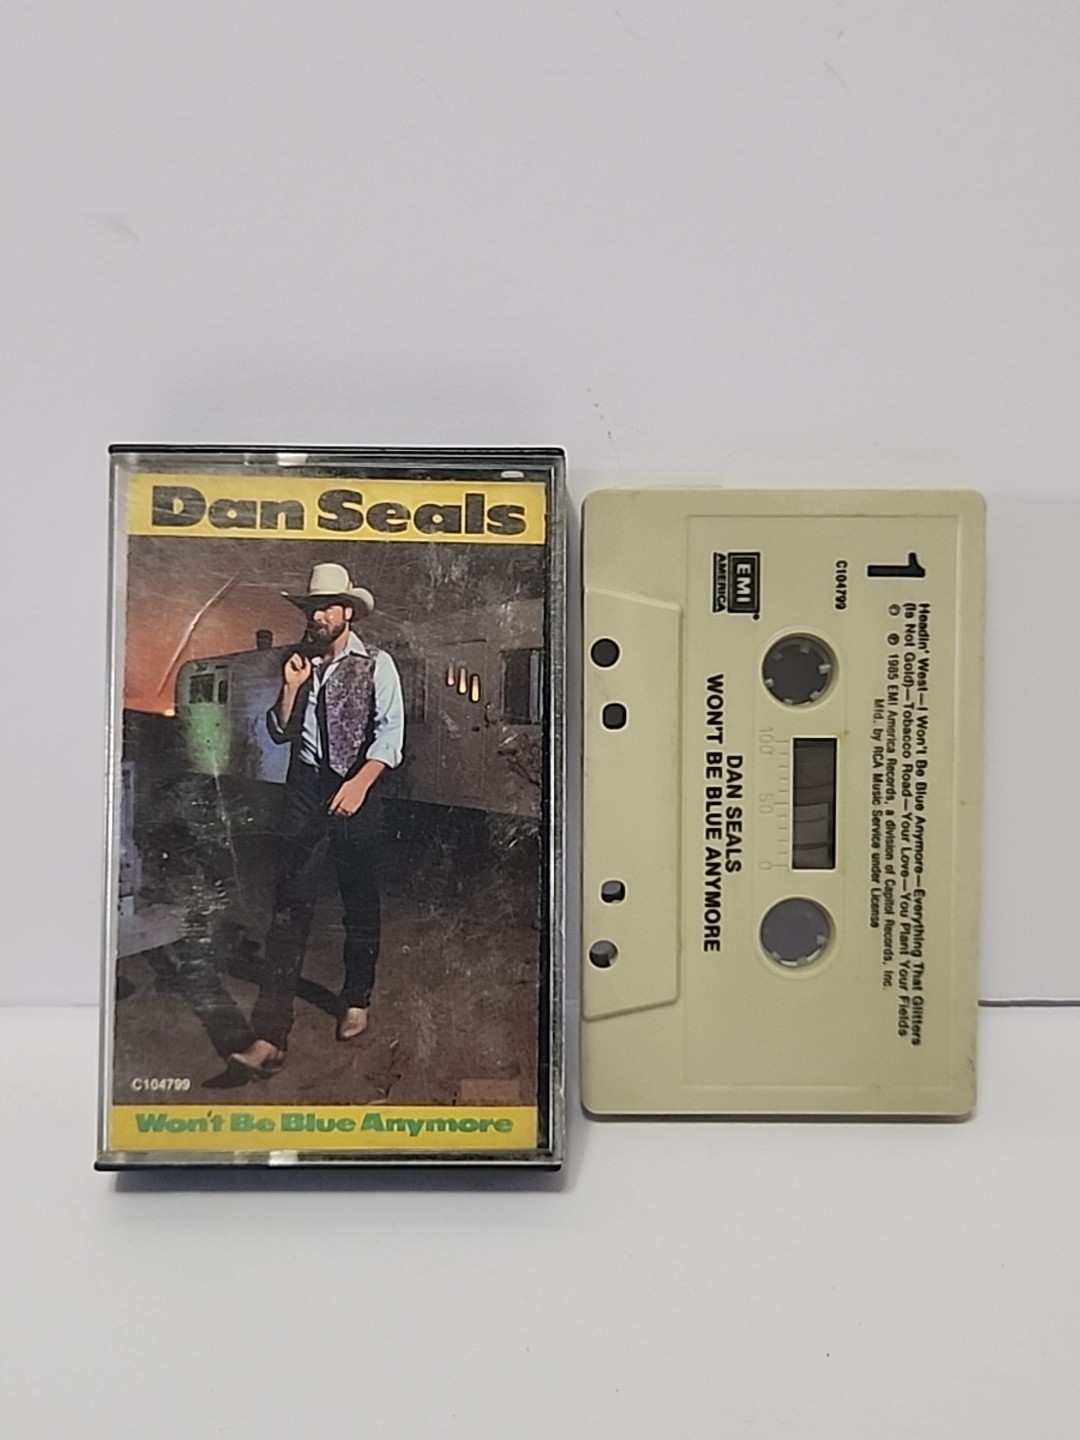 Dan Seals
C104799
Won't Be Blue Anymore
1
Headin' West—I Won't Be Blue Anymore—Everything That Glitters
(Is Not Gold)—Tobacco Road—Your Love—You Plant Your Fields
© ℗ 1985 EMI America Records, a division of Capitol Records, Inc.
Mfd. by RCA Music Service under License
C104799
100 50 0
EMI
AMERICA
®
DAN SEALS
WON'T BE BLUE ANYMORE